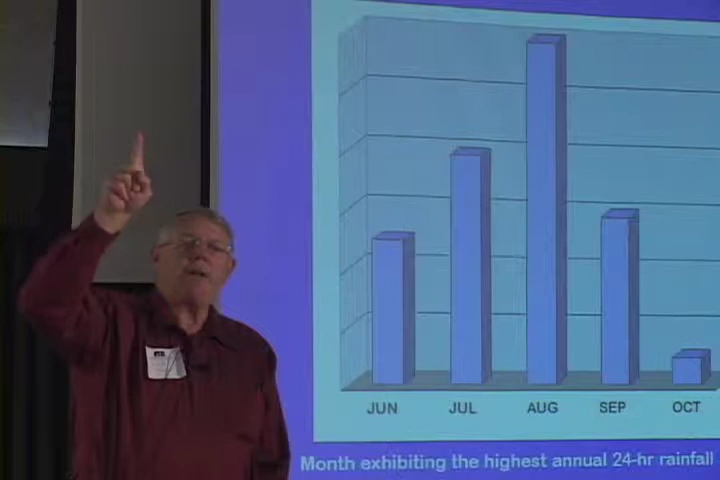 JUN JUL AUG SEP OCT
Month exhibiting the highest annual 24-hr rainfall